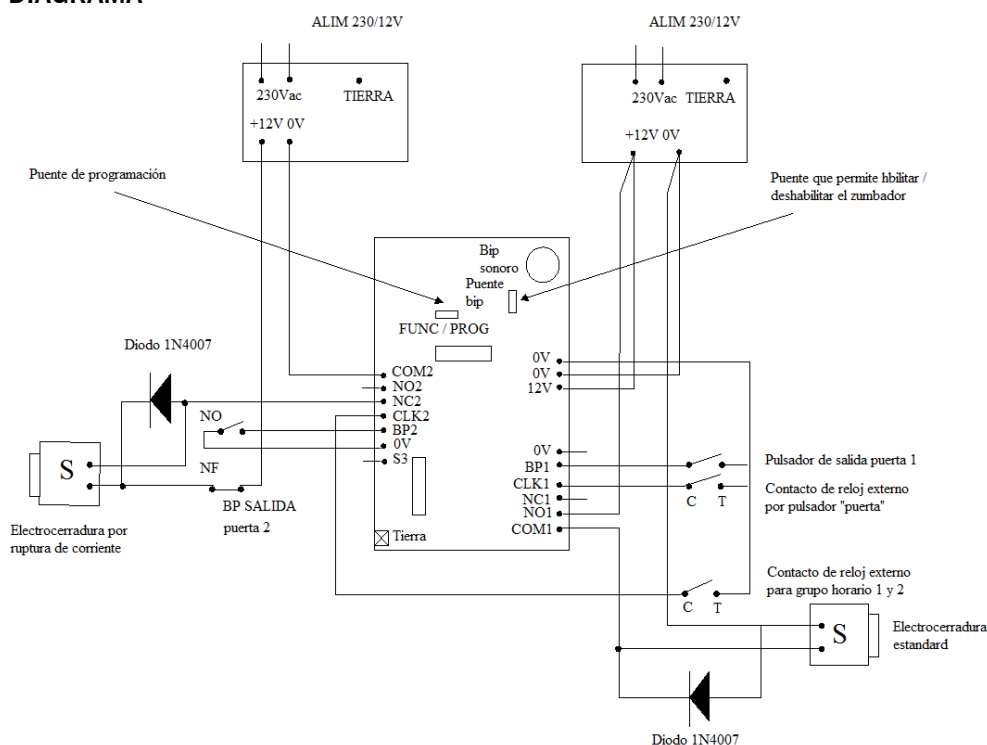 DIAGRAMA
ALIM 230/12V
ALIM 230/12V
230Vac
TIERRA
+12V 0V
230Vac TIERRA
+12V 0V
Puente de programación
Puente que permite hbilitar /
deshabilitar el zumbador
Bip
sonoro
Puente
bip
FUNC / PROG
Diodo 1N4007
COM2
NO2
NC2
CLK2
BP2
0V
S3
Tierra
0V
0V
12V
0V
BP1
CLK1
NC1
NO1
COM1
NO
NF
BP SALIDA
puerta 2
S
Electrocerradura por
ruptura de corriente
Pulsador de salida puerta 1
C T
Contacto de reloj externo
por pulsador "puerta"
Contacto de reloj externo
para grupo horario 1 y 2
C T
S
Electrocerradura
estandard
Diodo 1N4007